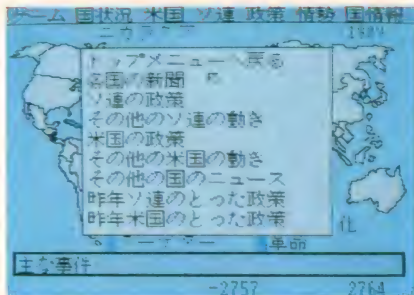 ゲーム 国状況 米国 ソ連 政策 情勢 国情報
ニカラグア 1989
トップメニューへ戻る
各国の新聞
ソ連の政策
その他のソ連の動き
米国の政策
その他の米国の動き
その他の国のニュース
昨年ソ連のとった政策
昨年米国のとった政策
化
革命
主な事件
-2757 2764